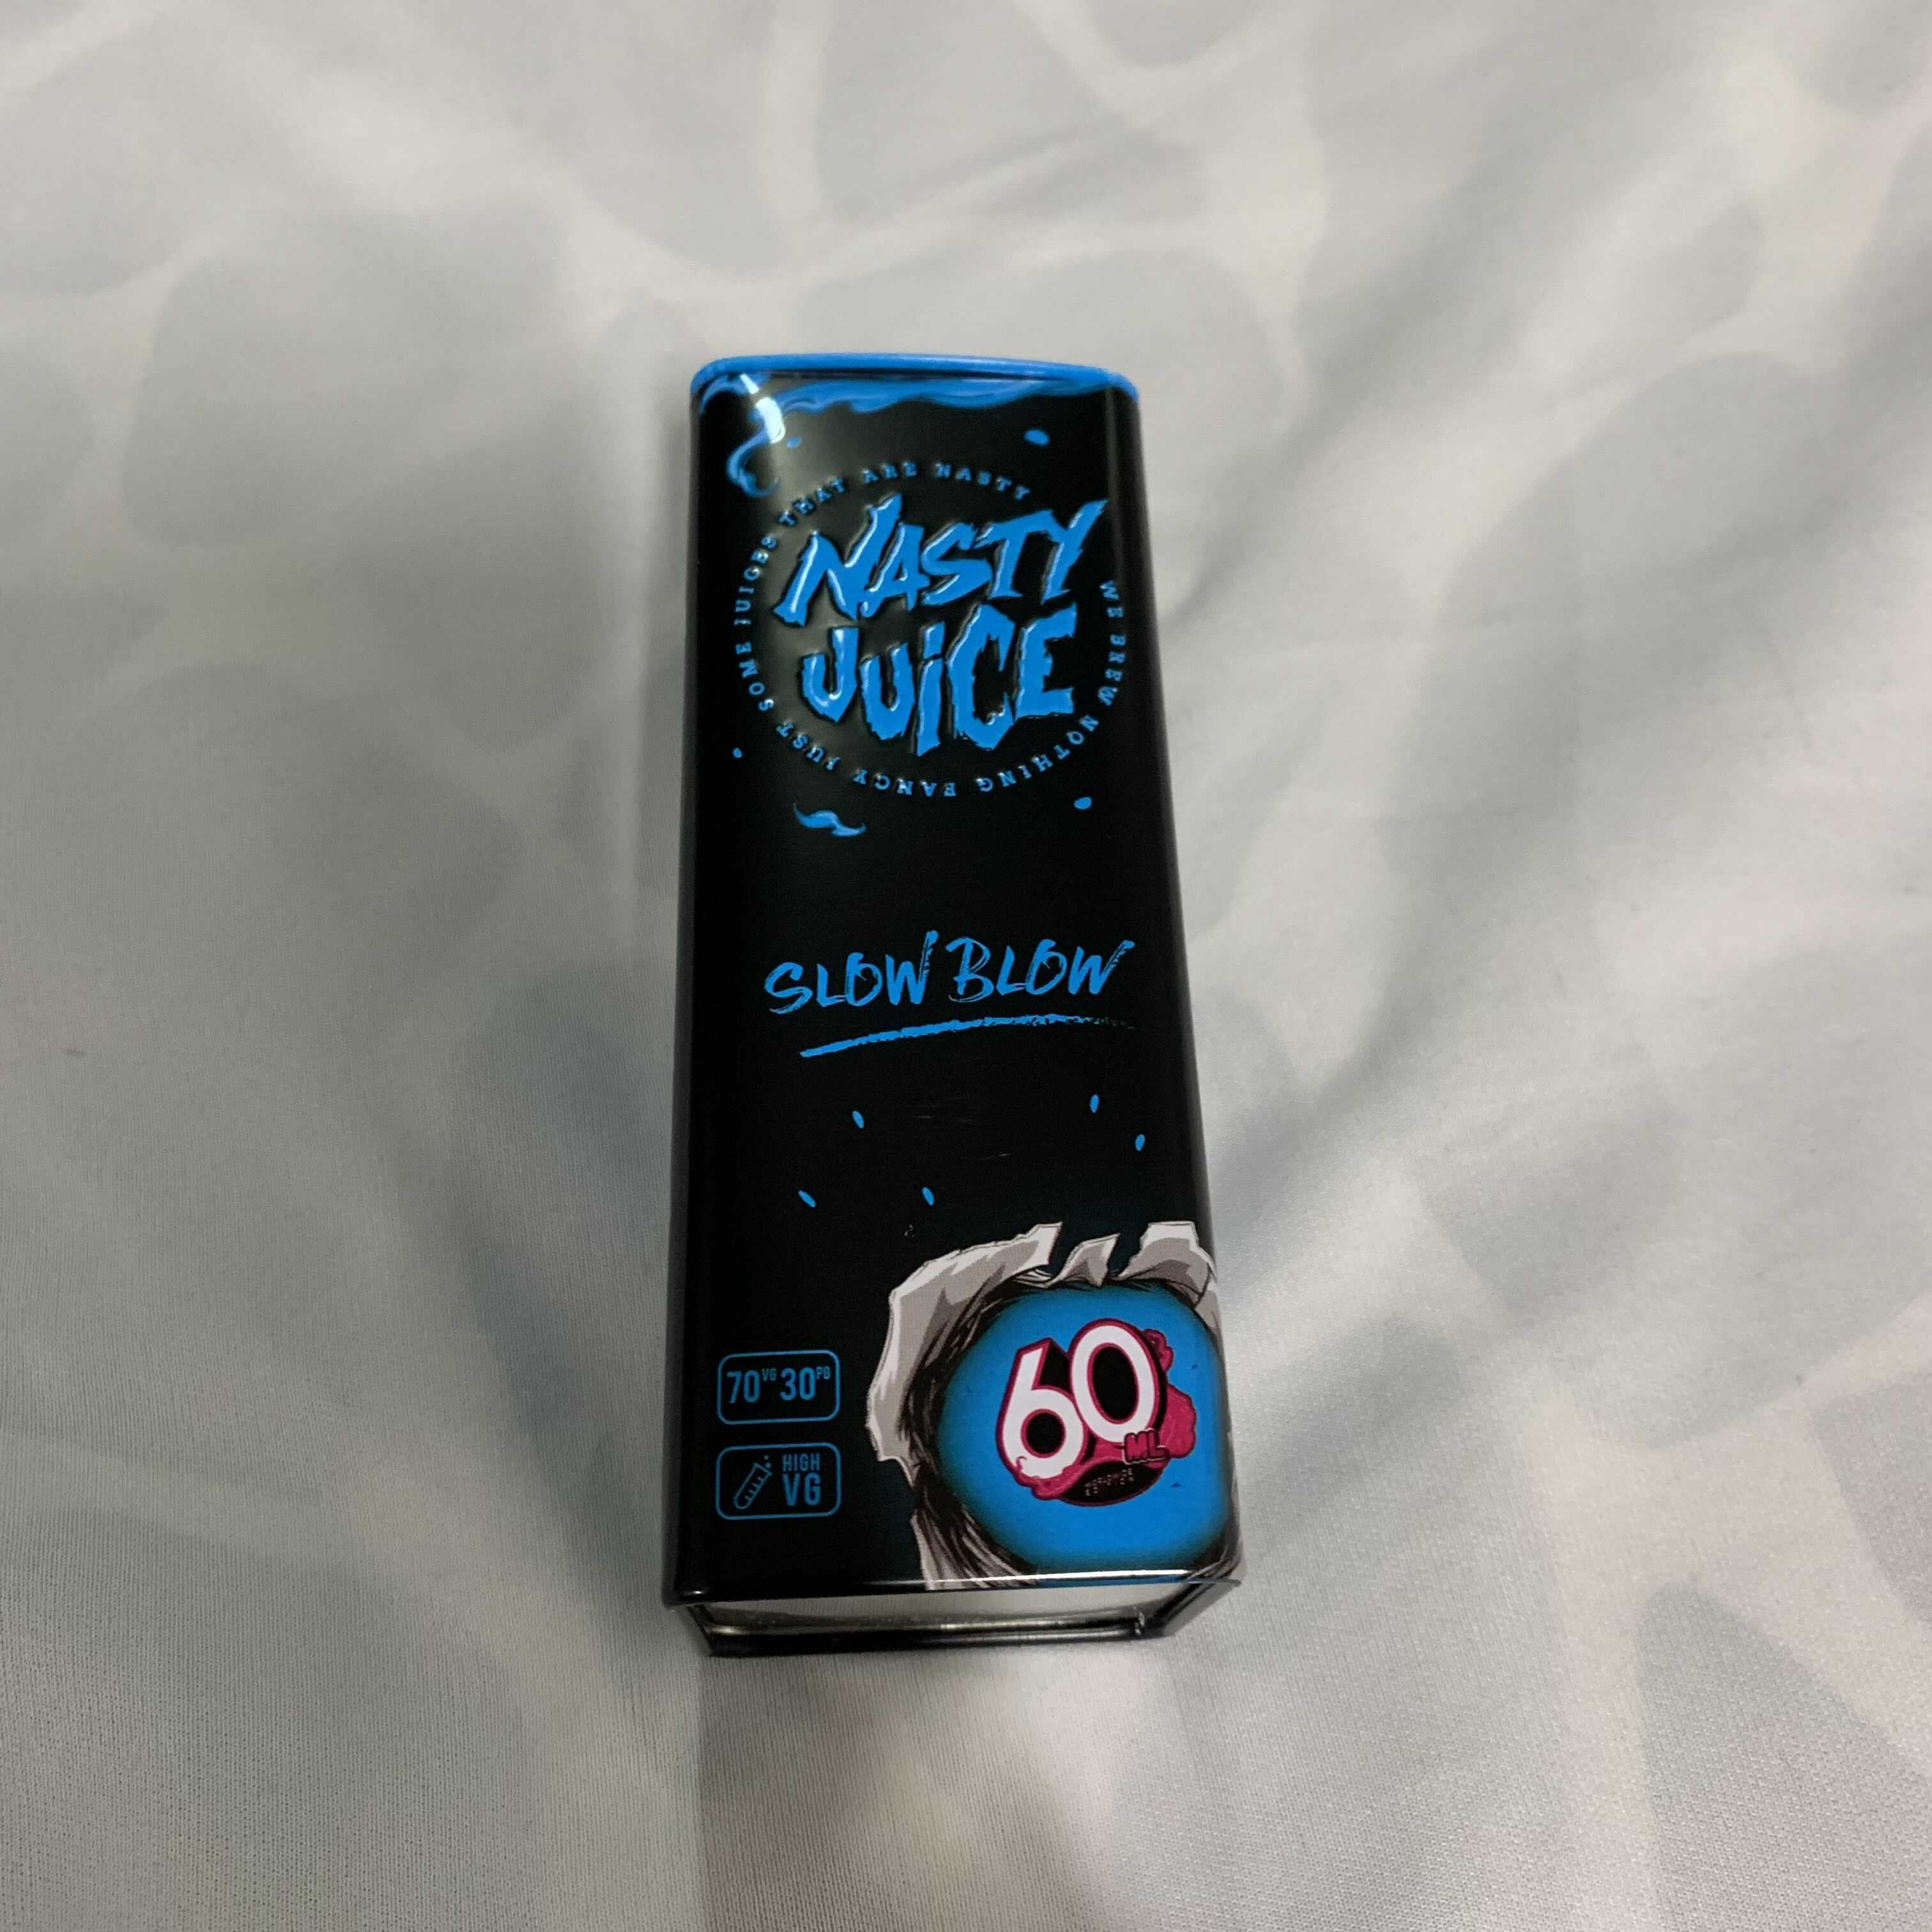 WE BREW NOTHING FANCY JUST SOME JUICES THAT ARE NASTY
NASTY
JUICE
SLOW BLOW
70VG 30PG
HIGH
VG
60
ML